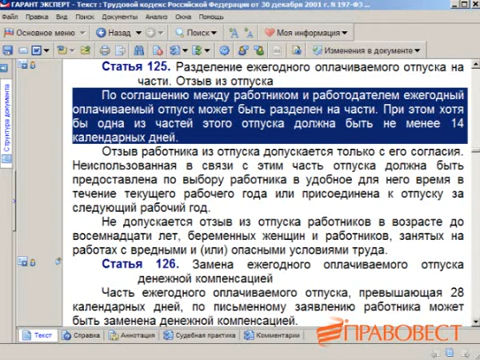 ГАРАНТ ЭКСПЕРТ - Текст : Трудовой кодекс Российской Федерации от 30 декабря 2001 г. N 197-ФЗ ...
Файл Правка Вид Поиск Документы Анализ Окна Помощь
Основное меню Назад Поиск Моя информация
Изменения в документе
Структура документа
Статья 125. Разделение ежегодного оплачиваемого отпуска на
части. Отзыв из отпуска
По соглашению между работником и работодателем ежегодный
оплачиваемый отпуск может быть разделен на части. При этом хотя
бы одна из частей этого отпуска должна быть не менее 14
календарных дней.
Отзыв работника из отпуска допускается только с его согласия.
Неиспользованная в связи с этим часть отпуска должна быть
предоставлена по выбору работника в удобное для него время в
течение текущего рабочего года или присоединена к отпуску за
следующий рабочий год.
Не допускается отзыв из отпуска работников в возрасте до
восемнадцати лет, беременных женщин и работников, занятых на
работах с вредными и (или) опасными условиями труда.
Статья 126. Замена ежегодного оплачиваемого отпуска
денежной компенсацией
Часть ежегодного оплачиваемого отпуска, превышающая 28
календарных дней, по письменному заявлению работника может
быть заменена денежной компенсацией.
ПРАВОВЕСТ
Текст Справка Аннотация Судебная практика Комментарии